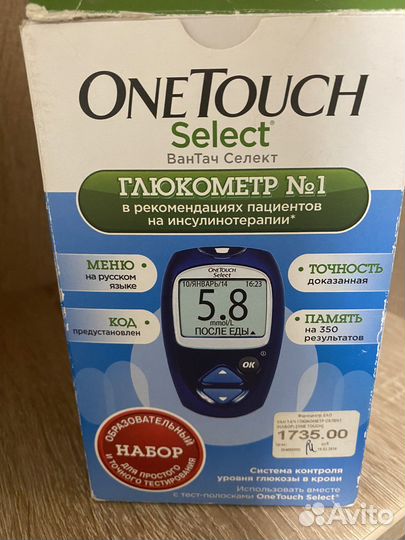 ONETOUCH
Select®
ВанТач Селект
ГЛЮКОМЕТР №1
в рекомендациях пациентов
на инсулинотерапии*
МЕНЮ
на русском
языке
ТОЧНОСТЬ
доказанная
КОД
предустановлен
ПАМЯТЬ
на 350
результатов
ONETOUCH
Select
10/ЯНВАРЬ/14 16:23
5.8
mmol/L
ПОСЛЕ ЕДЫ
OK
ОБРАЗОВАТЕЛЬНЫЙ
НАБОР
ДЛЯ ПРОСТОГО
И ТОЧНОГО ТЕСТИРОВАНИЯ
1735.00
Система контроля
уровня глюкозы в крови
Использовать вместе
с тест-полосками OneTouch Select®
Avito